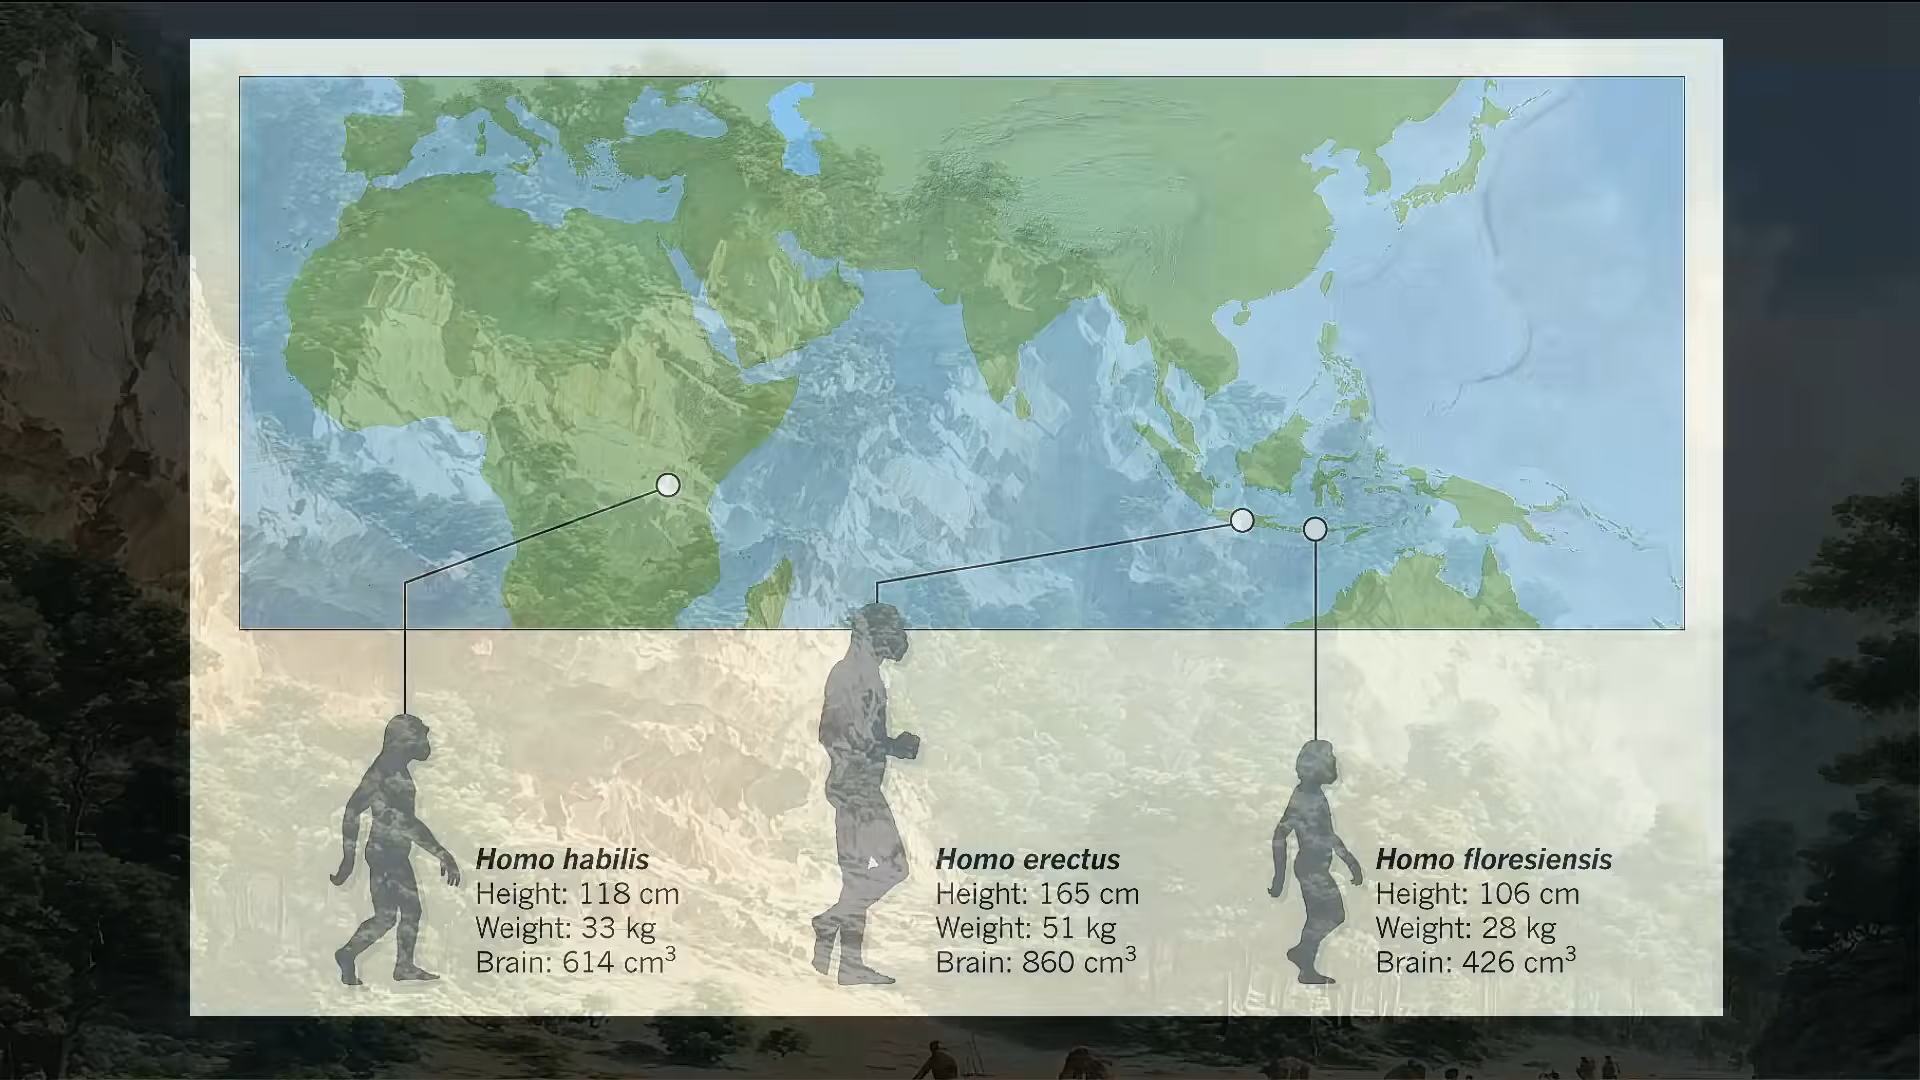 Homo habilis
Height: 118 cm
Weight: 33 kg
Brain: 614 cm³
Homo erectus
Height: 165 cm
Weight: 51 kg
Brain: 860 cm³
Homo floresiensis
Height: 106 cm
Weight: 28 kg
Brain: 426 cm³